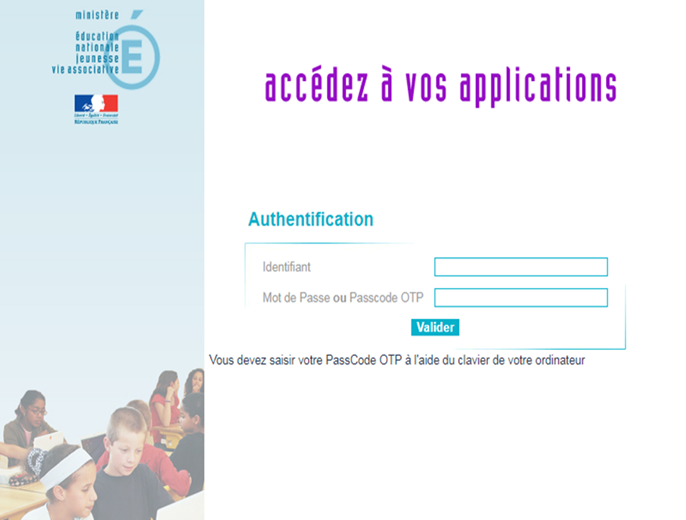 ministère
éducation
nationale
jeunesse
vie associative
É
Liberté • Égalité • Fraternité
RÉPUBLIQUE FRANÇAISE
accédez à vos applications
Authentification
Identifiant
Mot de Passe ou Passcode OTP
Valider
Vous devez saisir votre PassCode OTP à l'aide du clavier de votre ordinateur